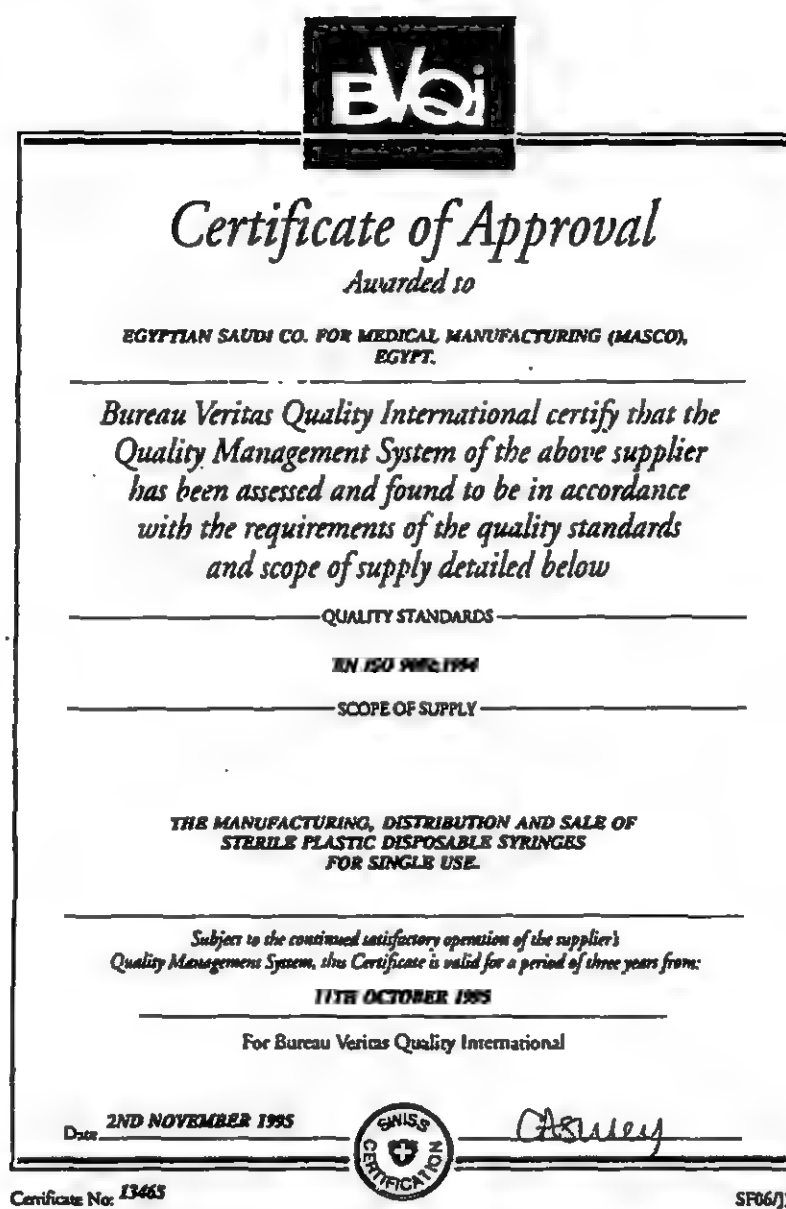 BVQi
Certificate of Approval
Awarded to
EGYPTIAN SAUDI CO. FOR MEDICAL MANUFACTURING (MASCO),
EGYPT.
Bureau Veritas Quality International certify that the
Quality Management System of the above supplier
has been assessed and found to be in accordance
with the requirements of the quality standards
and scope of supply detailed below
QUALITY STANDARDS
EN ISO 9002:1994
SCOPE OF SUPPLY
THE MANUFACTURING, DISTRIBUTION AND SALE OF
STERILE PLASTIC DISPOSABLE SYRINGES
FOR SINGLE USE.
Subject to the continued satisfactory operation of the supplier's
Quality Management System, this Certificate is valid for a period of three years from:
11TH OCTOBER 1995
For Bureau Veritas Quality International
Date 2ND NOVEMBER 1995
SWISS
CERTIFICATION
Certificate No: 13465